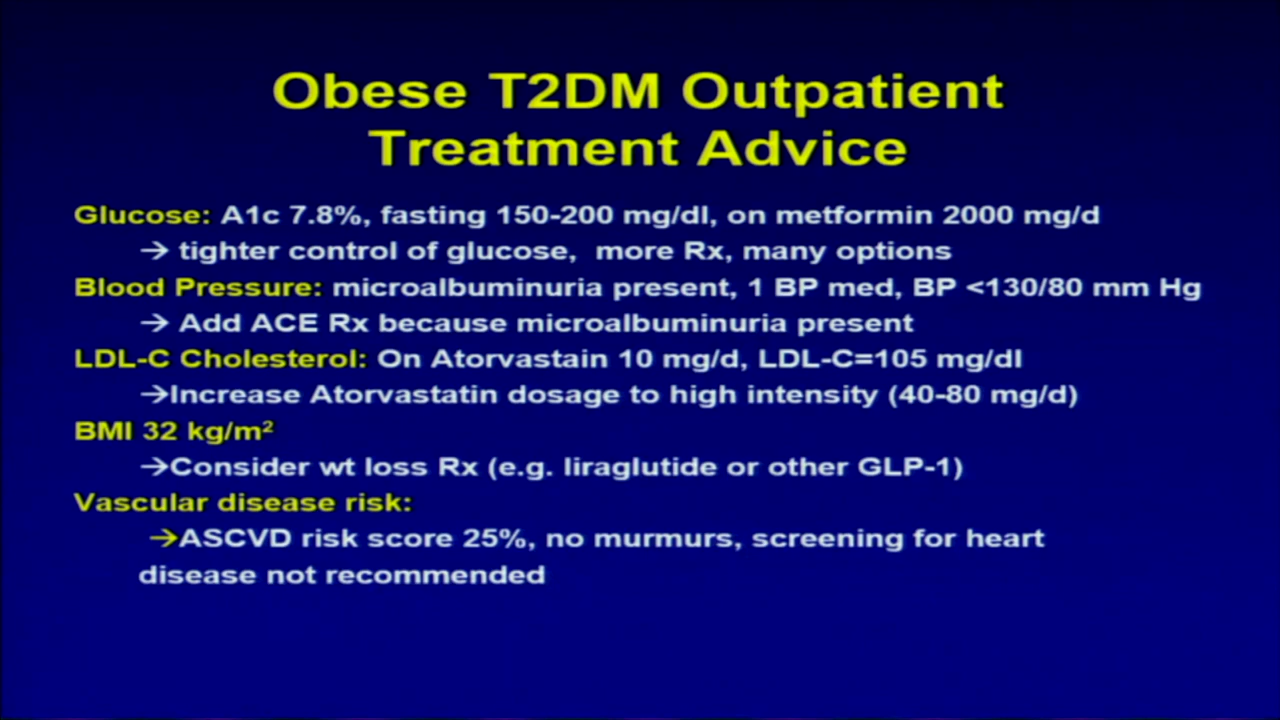 Obese T2DM Outpatient
Treatment Advice
Glucose: A1c 7.8%, fasting 150-200 mg/dl, on metformin 2000 mg/d
→ tighter control of glucose,  more Rx, many options
Blood Pressure: microalbuminuria present, 1 BP med, BP <130/80 mm Hg
→ Add ACE Rx because microalbuminuria present
LDL-C Cholesterol: On Atorvastain 10 mg/d, LDL-C=105 mg/dl
→Increase Atorvastatin dosage to high intensity (40-80 mg/d)
BMI 32 kg/m²
→Consider wt loss Rx (e.g. liraglutide or other GLP-1)
Vascular disease risk:
→ASCVD risk score 25%, no murmurs, screening for heart
disease not recommended